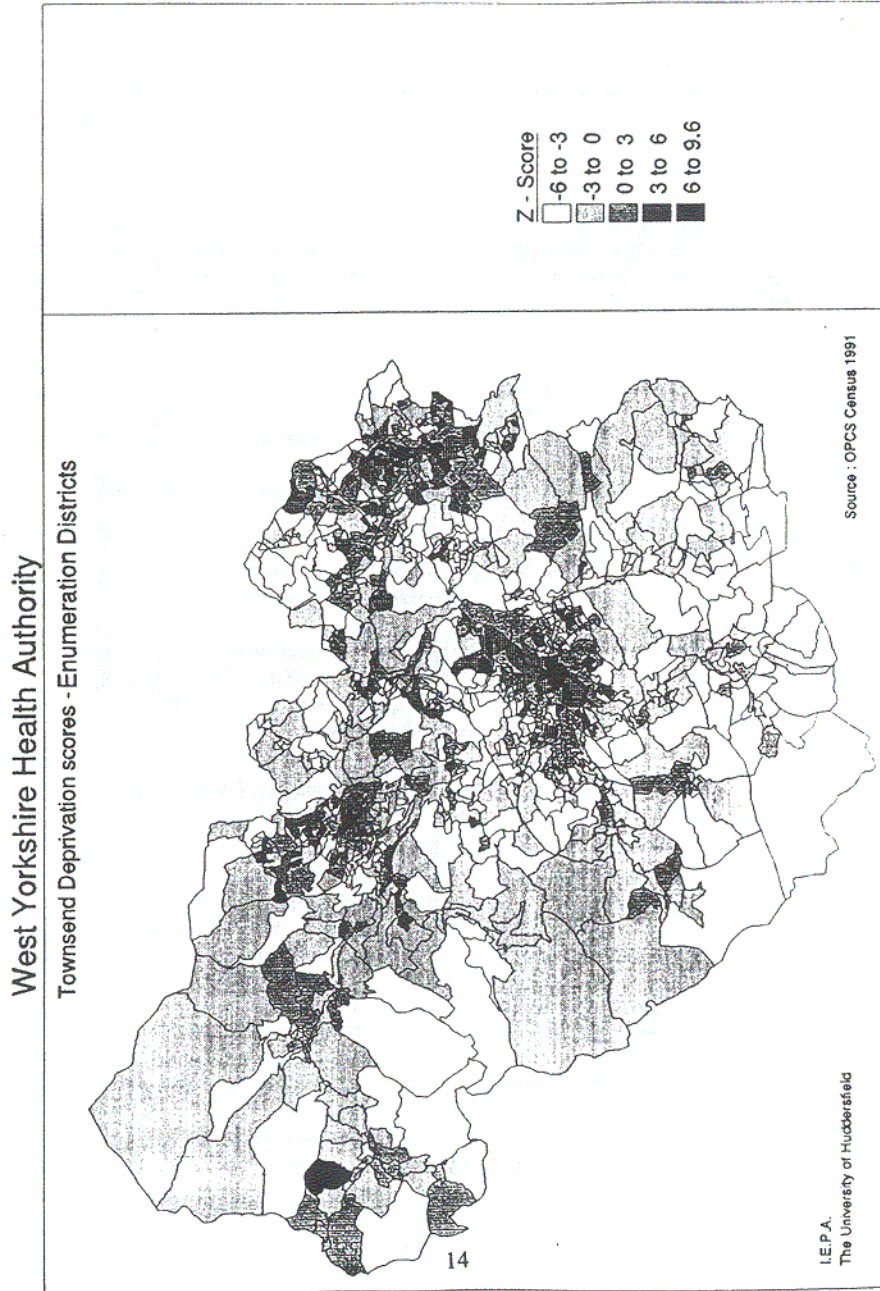 West Yorkshire Health Authority
Townsend Deprivation scores - Enumeration Districts
Z - Score
-6 to -3
-3 to 0
0 to 3
3 to 6
6 to 9.6
I.E.P.A.
The University of Huddersfield
Source : OPCS Census 1991
14